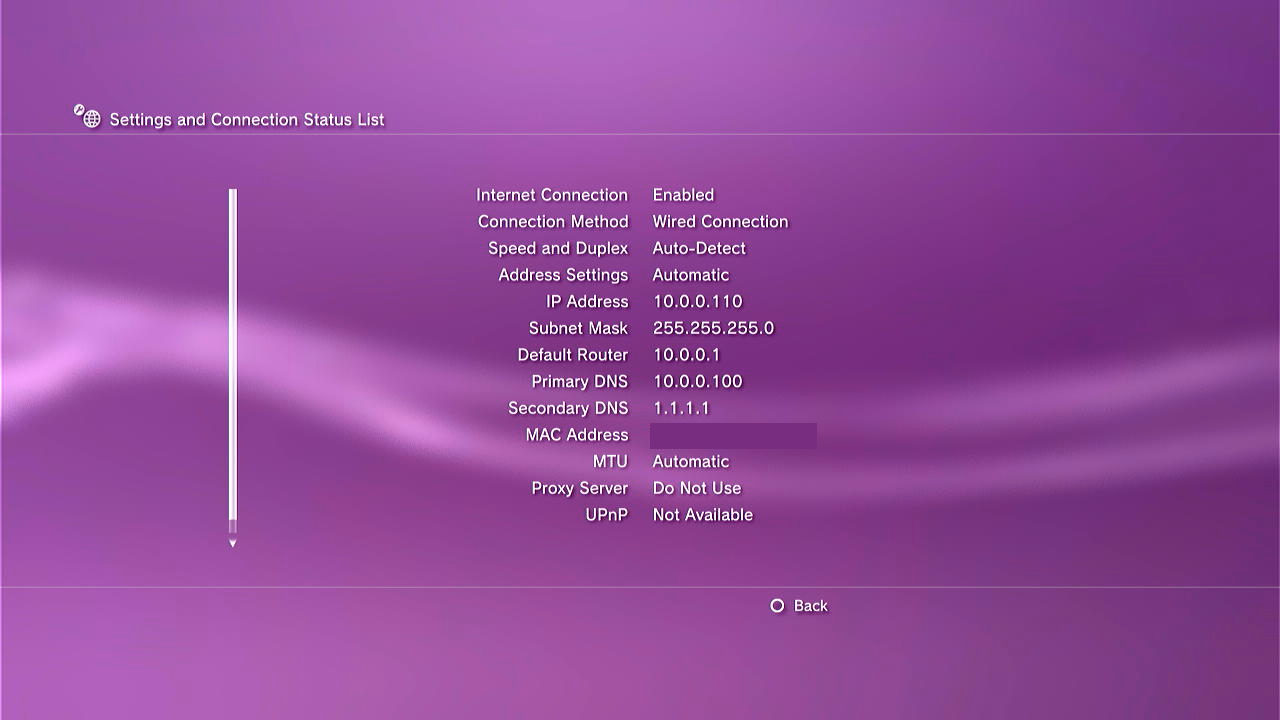 Settings and Connection Status List
Internet Connection Enabled
Connection Method Wired Connection
Speed and Duplex Auto-Detect
Address Settings Automatic
IP Address 10.0.0.110
Subnet Mask 255.255.255.0
Default Router 10.0.0.1
Primary DNS 10.0.0.100
Secondary DNS 1.1.1.1
MAC Address
MTU Automatic
Proxy Server Do Not Use
UPnP Not Available
Back